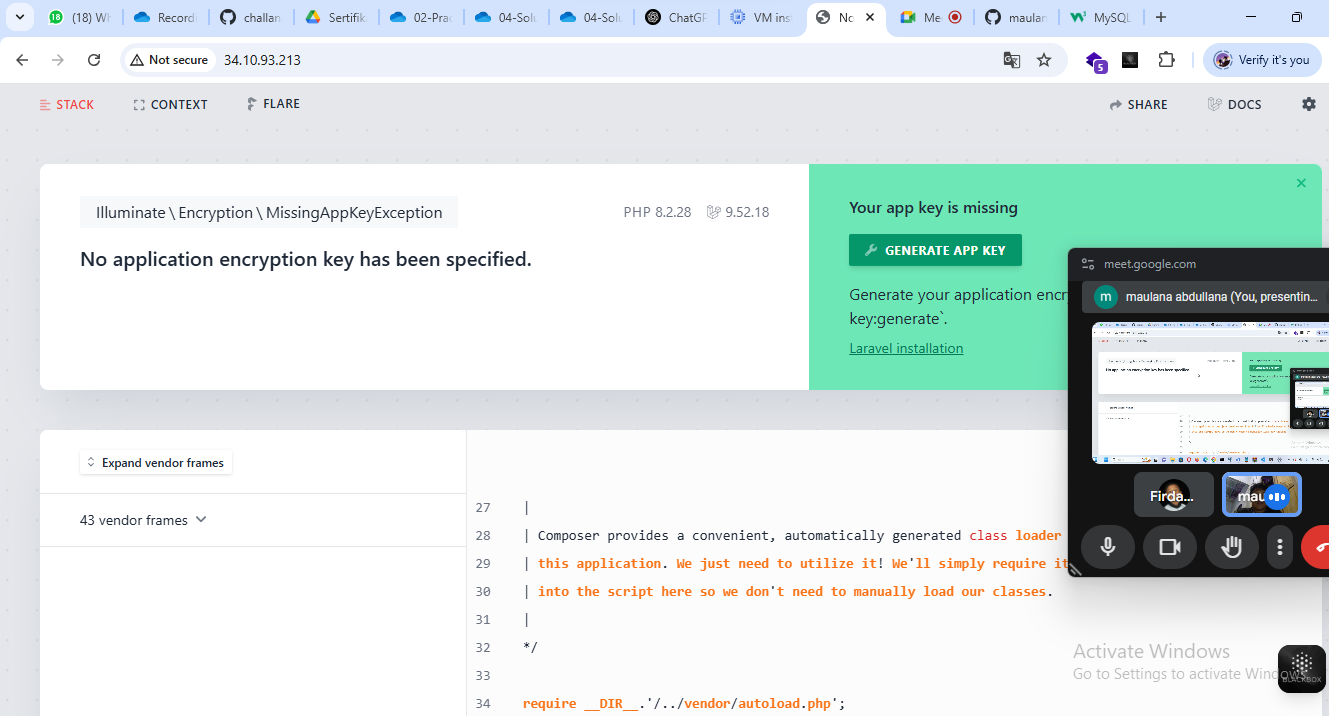 (18) Wh
Recordi
challan
Sertifik
02-Prac
04-Solu
04-Solu
ChatGP
VM inst
Nc
Me
maulan
MySQL
Not secure
34.10.93.213
5
Verify it's you
STACK
CONTEXT
FLARE
SHARE
DOCS
Illuminate \ Encryption \ MissingAppKeyException
PHP 8.2.28
9.52.18
No application encryption key has been specified.
Your app key is missing
GENERATE APP KEY
Generate your application encr
key:generate`.
Laravel installation
meet.google.com
m
maulana abdullana (You, presentin...
Firda...
mau
Expand vendor frames
43 vendor frames
27 |
28 | Composer provides a convenient, automatically generated class loader
29 | this application. We just need to utilize it! We'll simply require it
30 | into the script here so we don't need to manually load our classes.
31 |
32 */
33
34 require __DIR__.'/../vendor/autoload.php';
Activate Windows
Go to Settings to activate Windows.
BLACKBOX